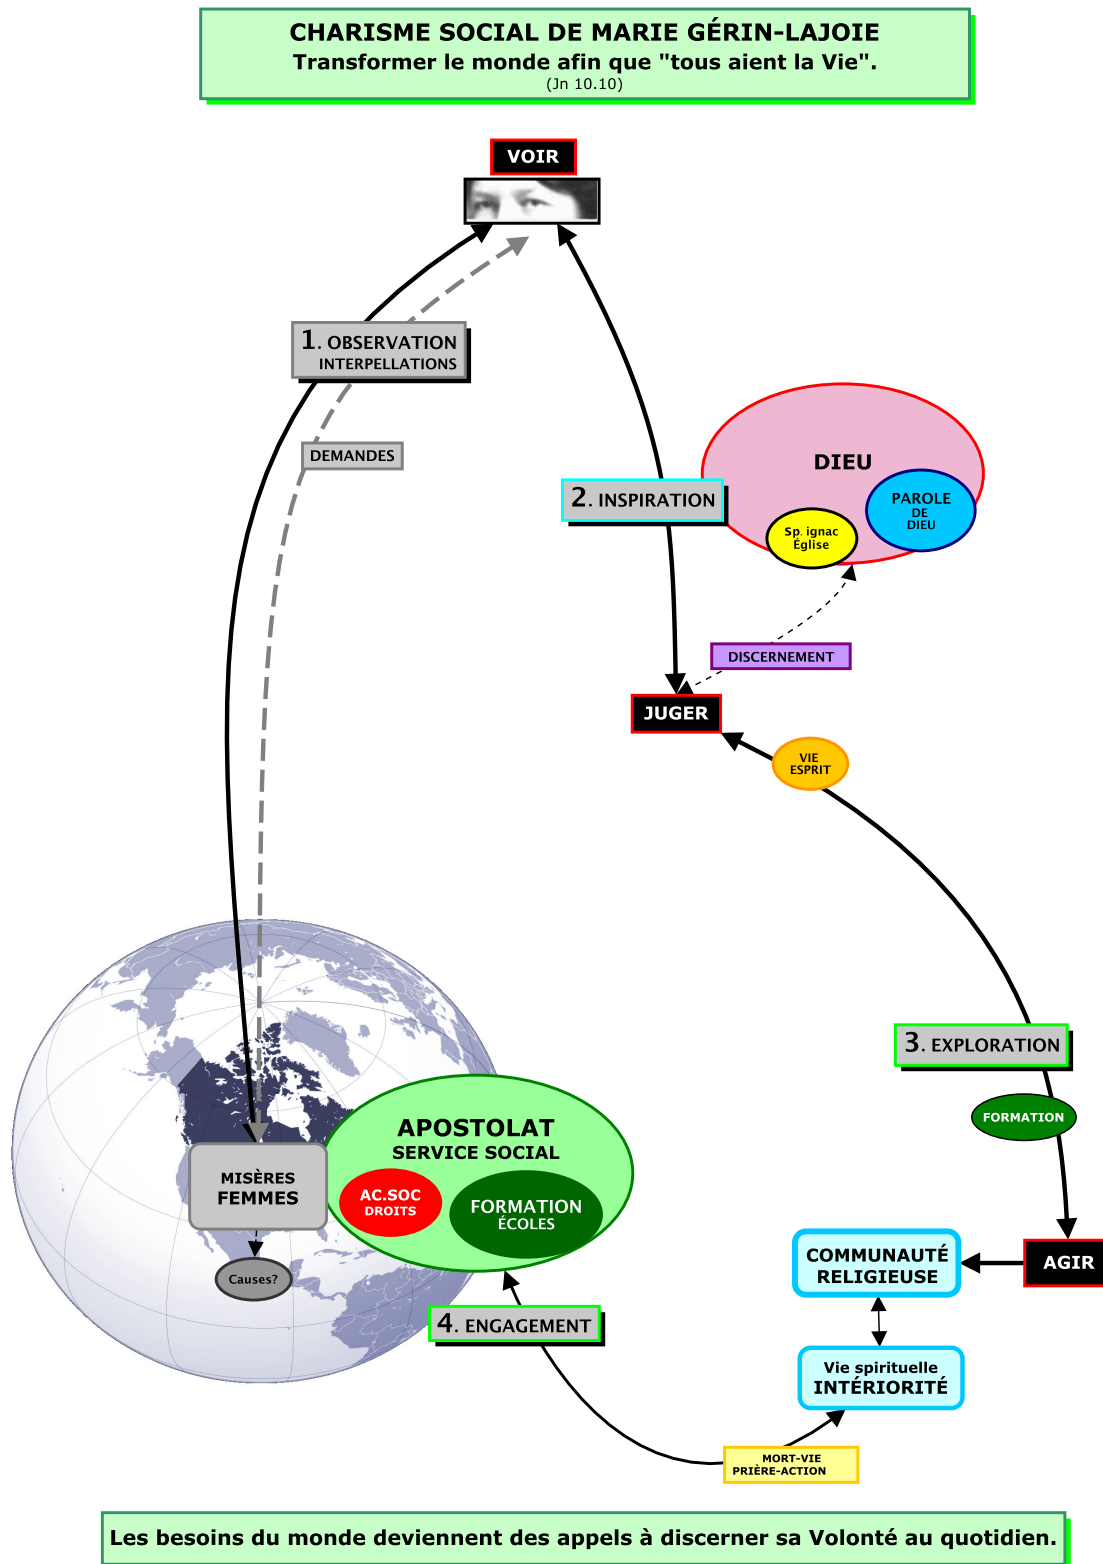 CHARISME SOCIAL DE MARIE GÉRIN-LAJOIE
Transformer le monde afin que "tous aient la Vie".
(Jn 10.10)
VOIR
1. OBSERVATION
INTERPELLATIONS
DEMANDES
DIEU
2. INSPIRATION
PAROLE
DE
DIEU
Sp. ignac
Église
DISCERNEMENT
JUGER
VIE
ESPRIT
3. EXPLORATION
FORMATION
APOSTOLAT
SERVICE SOCIAL
MISÈRES
FEMMES
AC.SOC
DROITS
FORMATION
ÉCOLES
Causes?
COMMUNAUTÉ
RELIGIEUSE
AGIR
4. ENGAGEMENT
Vie spirituelle
INTÉRIORITÉ
MORT-VIE
PRIÈRE-ACTION
Les besoins du monde deviennent des appels à discerner sa Volonté au quotidien.